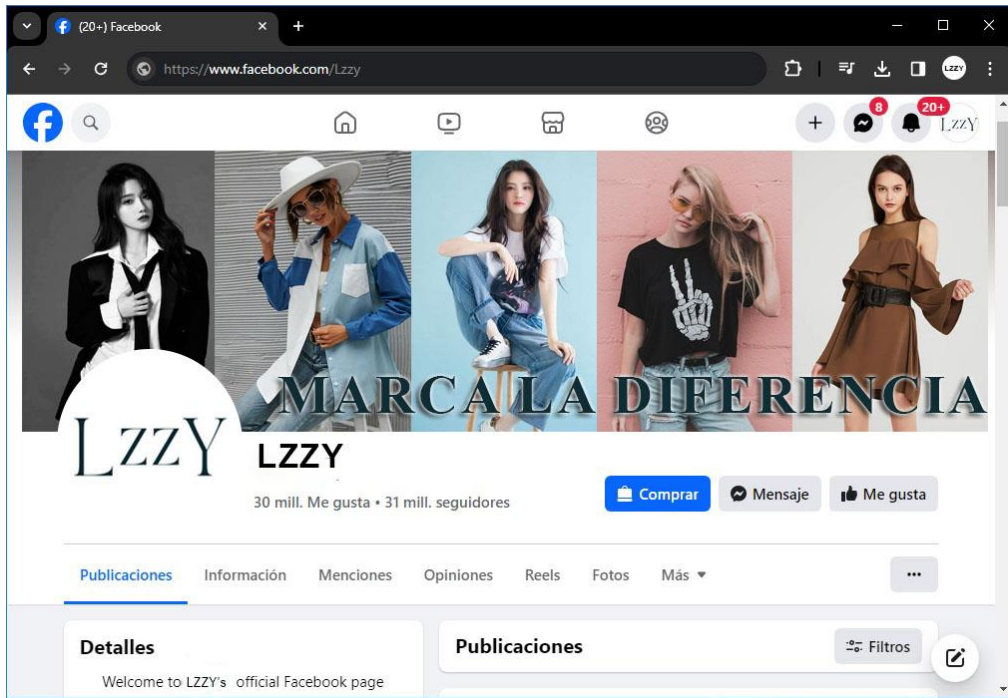 (20+) Facebook
https://www.facebook.com/Lzzy
LZZY
8
20+
LZZY
MARCA LA DIFERENCIA
LZZY
LZZY
30 mill. Me gusta • 31 mill. seguidores
Comprar
Mensaje
Me gusta
Publicaciones Información Menciones Opiniones Reels Fotos Más
Detalles
Publicaciones
Filtros
Welcome to LZZY's official Facebook page